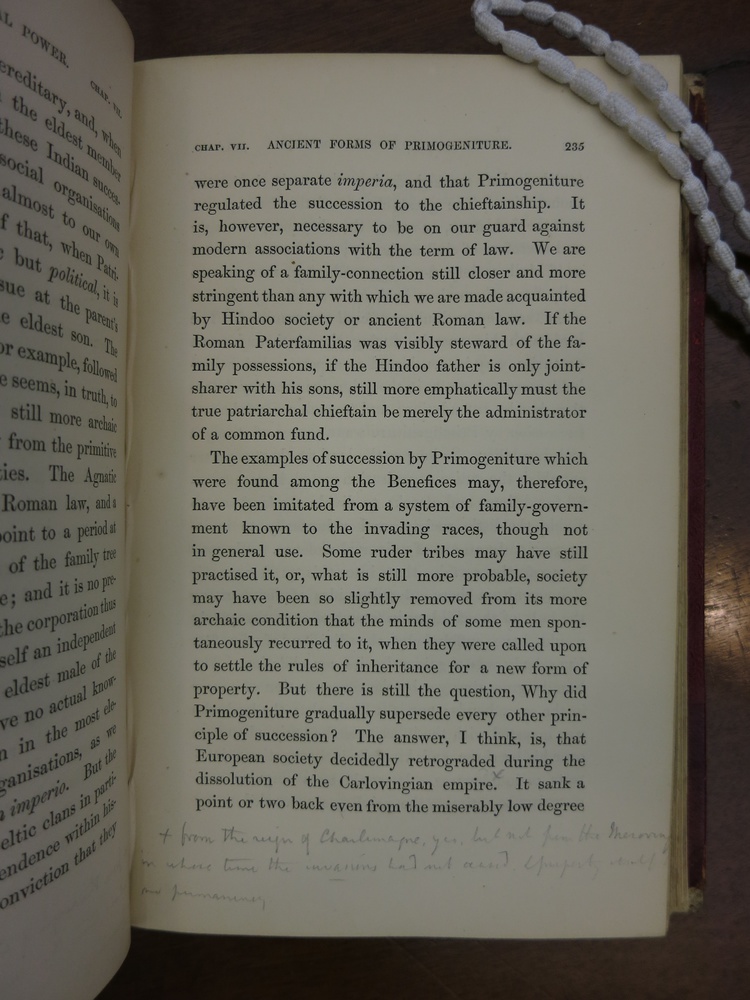 AL POWER.
CHAP. VII.
ereditary, and, when
the eldest member
these Indian succes-
social organisations
almost to our own
f that, when Patri-
but political, it is
sue at the parent's
e eldest son. The
or example, followed
e seems, in truth, to
still more archaic
from the primitive
ties. The Agnatic
Roman law, and a
point to a period at
of the family tree
e; and it is no pre-
the corporation thus
self an independent
eldest male of the
ve no actual know-
n in the most ele-
ganisations, as we
imperio. But the
eltic clans in parti-
endence within his-
onviction that they
CHAP. VII. ANCIENT FORMS OF PRIMOGENITURE. 235
were once separate imperia, and that Primogeniture
regulated the succession to the chieftainship. It
is, however, necessary to be on our guard against
modern associations with the term of law. We are
speaking of a family-connection still closer and more
stringent than any with which we are made acquainted
by Hindoo society or ancient Roman law. If the
Roman Paterfamilias was visibly steward of the fa-
mily possessions, if the Hindoo father is only joint-
sharer with his sons, still more emphatically must the
true patriarchal chieftain be merely the administrator
of a common fund.
The examples of succession by Primogeniture which
were found among the Benefices may, therefore,
have been imitated from a system of family-govern-
ment known to the invading races, though not
in general use. Some ruder tribes may have still
practised it, or, what is still more probable, society
may have been so slightly removed from its more
archaic condition that the minds of some men spon-
taneously recurred to it, when they were called upon
to settle the rules of inheritance for a new form of
property. But there is still the question, Why did
Primogeniture gradually supersede every other prin-
ciple of succession? The answer, I think, is, that
European society decidedly retrograded during the
dissolution of the Carlovingian empire.x It sank a
point or two back even from the miserably low degree
+ from the reign of Charlemagne, yes, but not from the
in whose time the invasions had not ceased & property
permanency